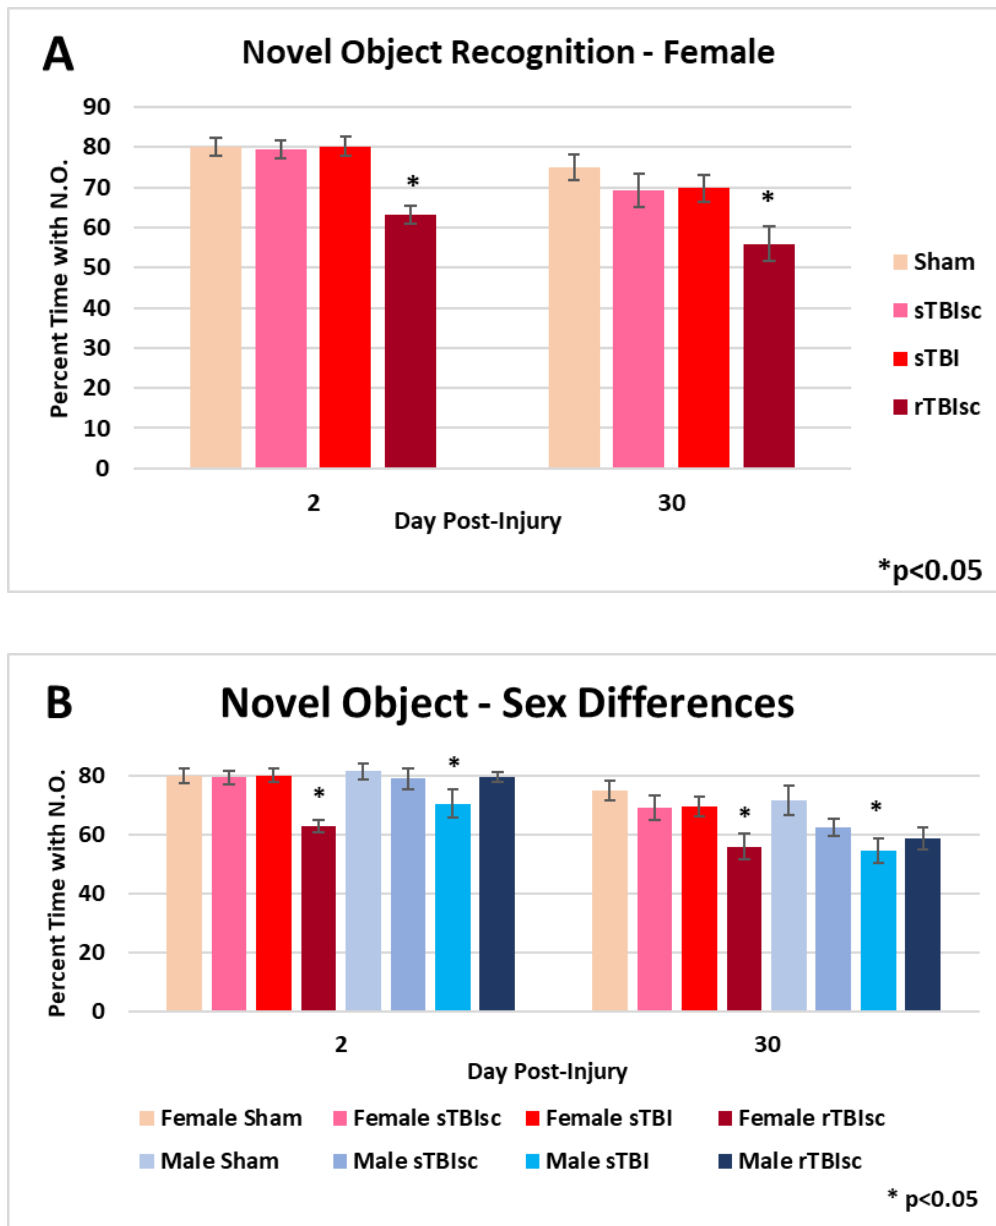 A
Novel Object Recognition - Female
Percent Time with N.O.
90
80
70
60
50
40
30
20
10
0
*
*
2
30
Day Post-Injury
Sham
sTBIsc
sTBI
rTBIsc
*p<0.05
B
Novel Object - Sex Differences
Percent Time with N.O.
80
60
40
20
0
*
*
*
*
2
30
Day Post-Injury
Female Sham
Female sTBIsc
Female sTBI
Female rTBIsc
Male Sham
Male sTBIsc
Male sTBI
Male rTBIsc
* p<0.05